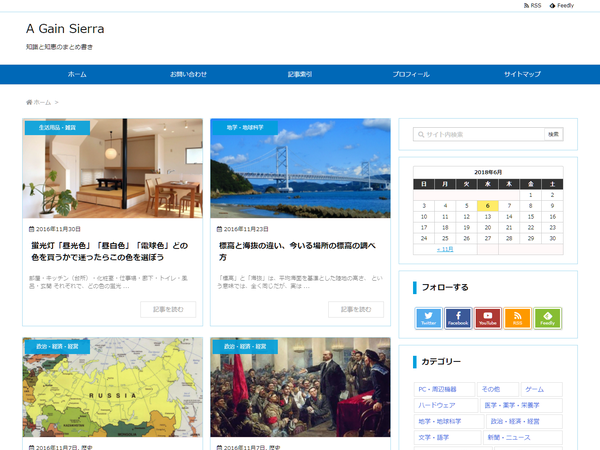 RSS Feedly
A Gain Sierra
知識と知恵のまとめ書き
ホーム お問い合わせ 記事索引 プロフィール サイトマップ
ホーム >
生活用品・雑貨
2016年11月30日
蛍光灯「昼光色」「昼白色」「電球色」どの
色を買うかで迷ったらこの色を選ぼう
部屋・キッチン（台所）・化粧室・仕事場・廊下・トイレ・風
呂・玄関 それぞれで、どの色の蛍光 ...
記事を読む
地学・地球科学
2016年11月23日
標高と海抜の違い、今いる場所の標高の調べ
方
「標高」と「海抜」は、平均海面を基準とした陸地の高さ、 とい
う意味では、全く同じだが、実は ...
記事を読む
政治・経済・経営
RUSSIA
2016年11月7日, 歴史
政治・経済・経営
2016年11月7日, 歴史
サイト内検索 検索
2018年6月
日 月 火 水 木 金 土
1 2
3 4 5 6 7 8 9
10 11 12 13 14 15 16
17 18 19 20 21 22 23
24 25 26 27 28 29 30
« 11月
フォローする
Twitter Facebook YouTube RSS Feedly
カテゴリー
PC・周辺機器 その他 ゲーム
ハードウェア 医学・薬学・栄養学
地学・地球科学 政治・経済・経営
文学・語学 新聞・ニュース